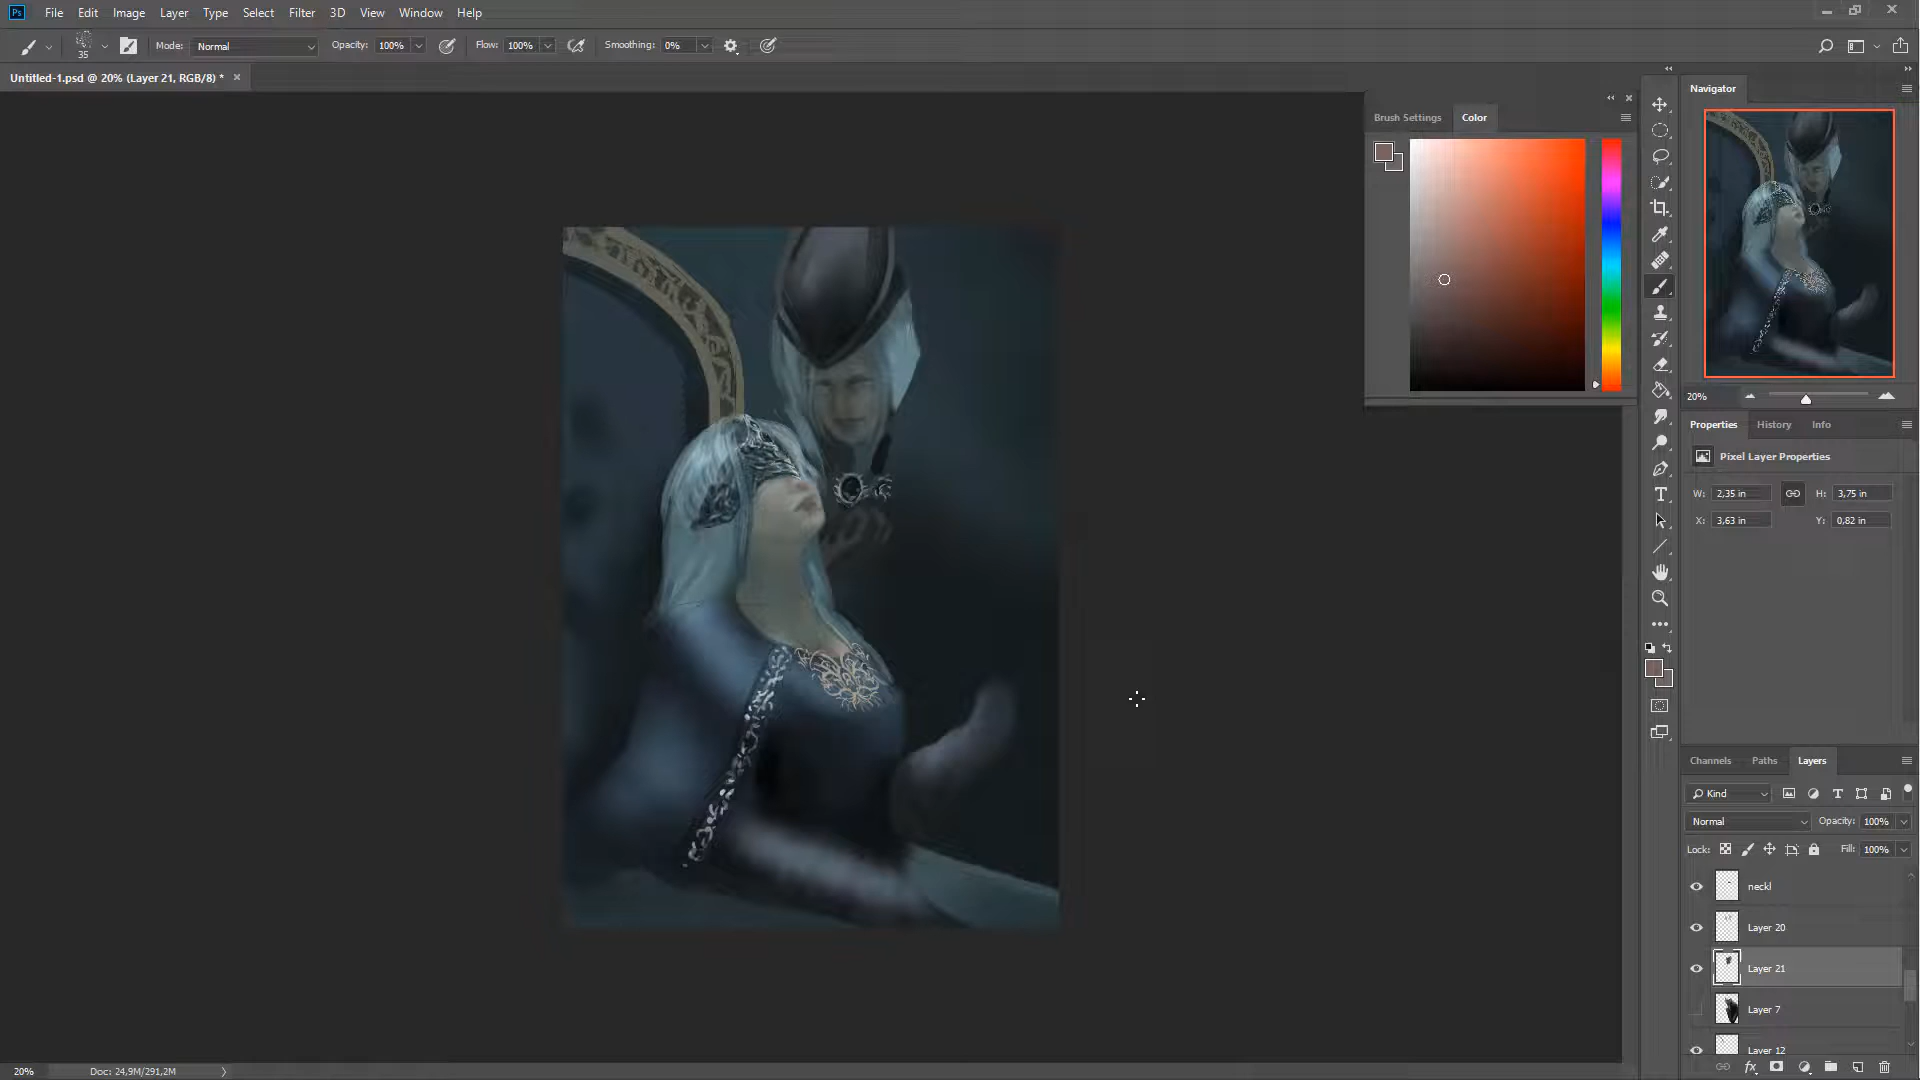 Ps File Edit Image Layer Type Select Filter 3D View Window Help
35 Mode: Normal Opacity: 100% Flow: 100% Smoothing: 0%
Untitled-1.psd @ 20% (Layer 21, RGB/8) *
Brush Settings Color
Navigator
20%
Properties History Info
Pixel Layer Properties
W: 2,35 in H: 3,75 in
X: 3,63 in Y: 0,82 in
Channels Paths Layers
Kind
Normal Opacity: 100%
Lock: Fill: 100%
neckl
Layer 20
Layer 21
Layer 7
Layer 12
20% Doc: 24,9M/291,2M